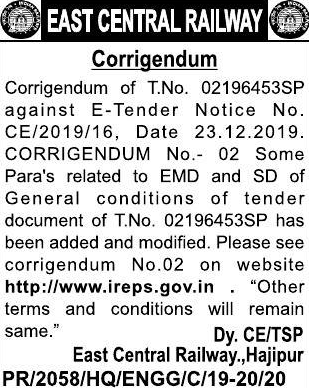 EAST CENTRAL RAILWAY
Corrigendum
Corrigendum of T.No. 02196453SP
against E-Tender Notice No.
CE/2019/16, Date 23.12.2019.
CORRIGENDUM No.- 02 Some
Para's related to EMD and SD of
General conditions of tender
document of T.No. 02196453SP has
been added and modified. Please see
corrigendum No.02 on website
http://www.ireps.gov.in . “Other
terms and conditions will remain
same.”
Dy. CE/TSP
East Central Railway.,Hajipur
PR/2058/HQ/ENGG/C/19-20/20